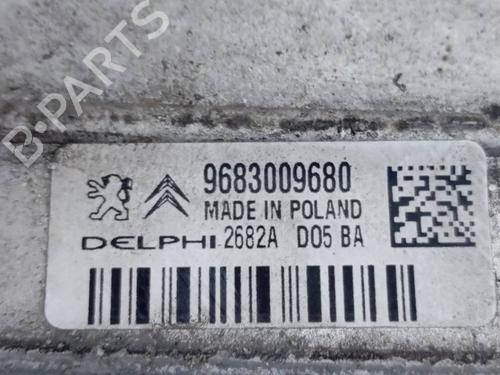 B-PARTS
9683009680
MADE IN POLAND
DELPHI 2682A D05 BA